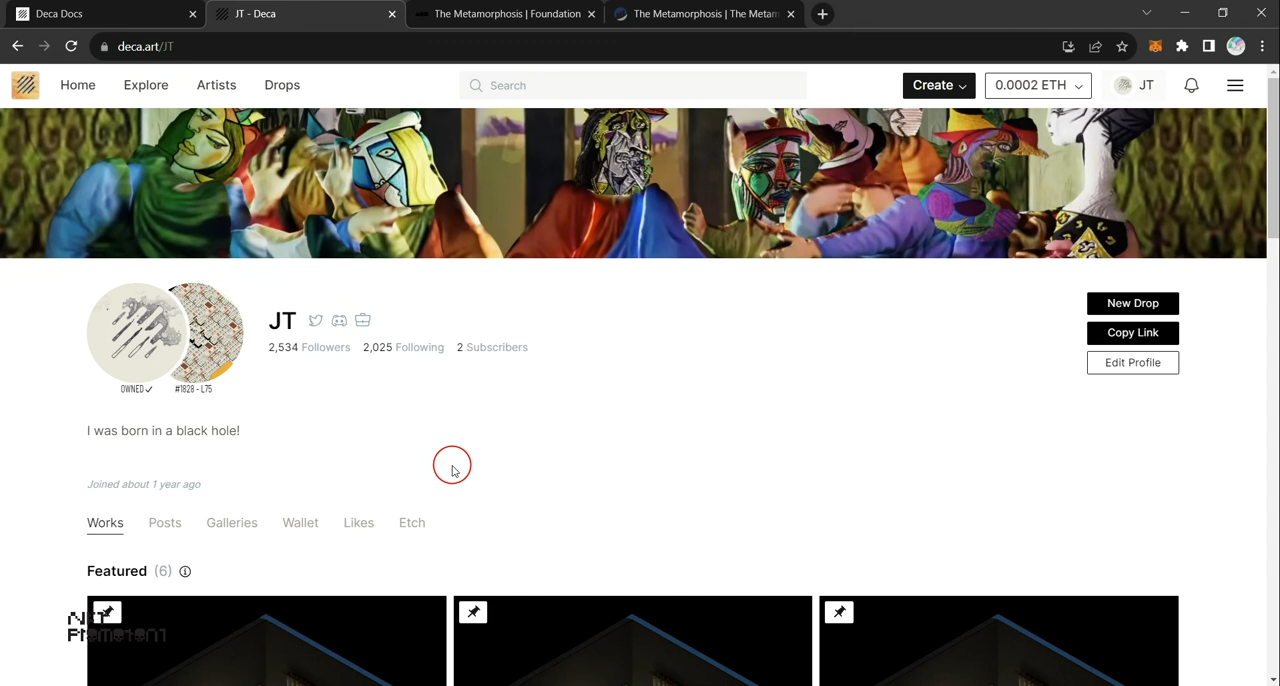 Deca Docs
JT - Deca
The Metamorphosis | Foundation
The Metamorphosis | The Metam
deca.art/JT
Home Explore Artists Drops
Search
Create
0.0002 ETH
JT
JT
2,534 Followers 2,025 Following 2 Subscribers
OWNED #1828 - L75
New Drop
Copy Link
Edit Profile
I was born in a black hole!
Joined about 1 year ago
Works Posts Galleries Wallet Likes Etch
Featured (6)